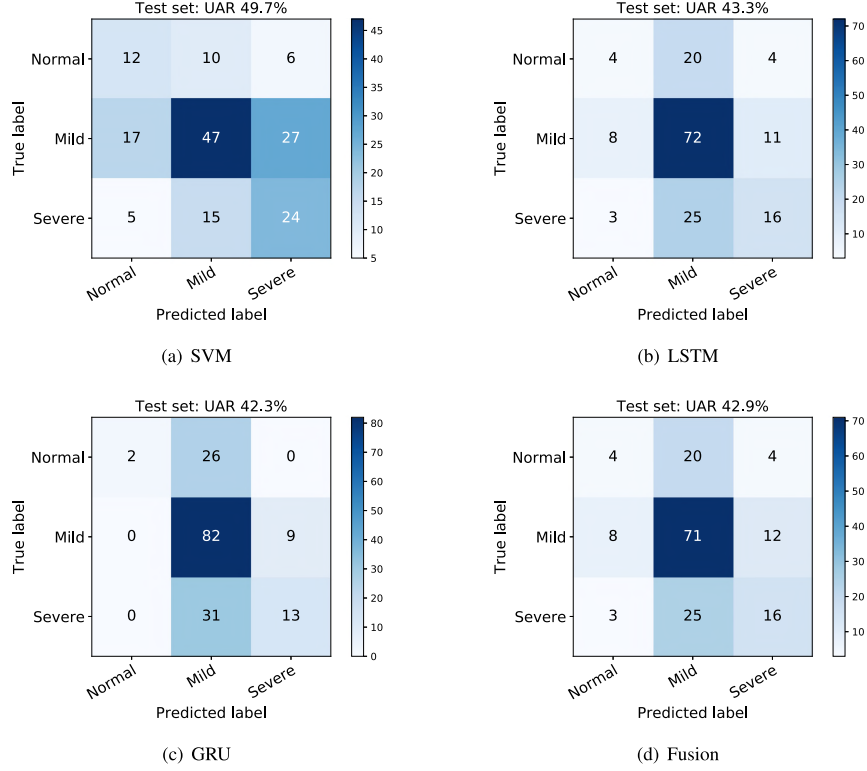 Test set: UAR 49.7%
Normal 12 10 6
Mild 17 47 27
Severe 5 15 24
Normal Mild Severe
True label
Predicted label
45
40
35
30
25
20
15
10
5
(a) SVM
Test set: UAR 43.3%
Normal 4 20 4
Mild 8 72 11
Severe 3 25 16
Normal Mild Severe
True label
Predicted label
70
60
50
40
30
20
10
(b) LSTM
Test set: UAR 42.3%
Normal 2 26 0
Mild 0 82 9
Severe 0 31 13
Normal Mild Severe
True label
Predicted label
80
70
60
50
40
30
20
10
0
(c) GRU
Test set: UAR 42.9%
Normal 4 20 4
Mild 8 71 12
Severe 3 25 16
Normal Mild Severe
True label
Predicted label
70
60
50
40
30
20
10
(d) Fusion